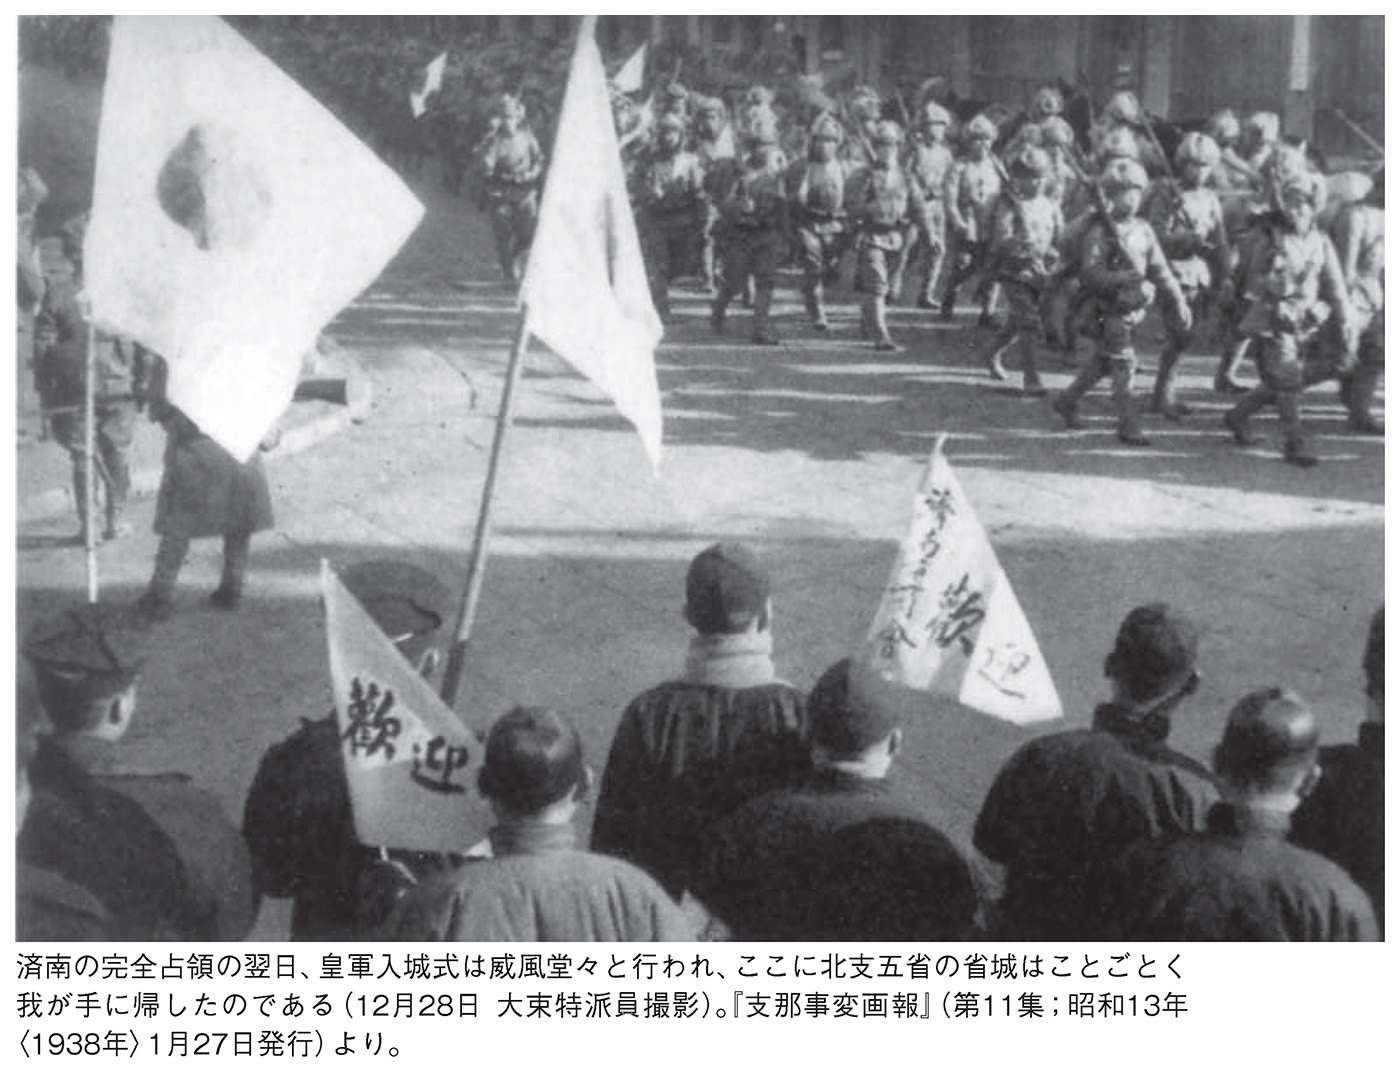 歡迎
歡迎
済南の完全占領の翌日、皇軍入城式は威風堂々と行われ、ここに北支五省の省城はことごとく
我が手に帰したのである（12月28日 大束特派員撮影）。『支那事変画報』（第11集；昭和13年
〈1938年〉1月27日発行）より。